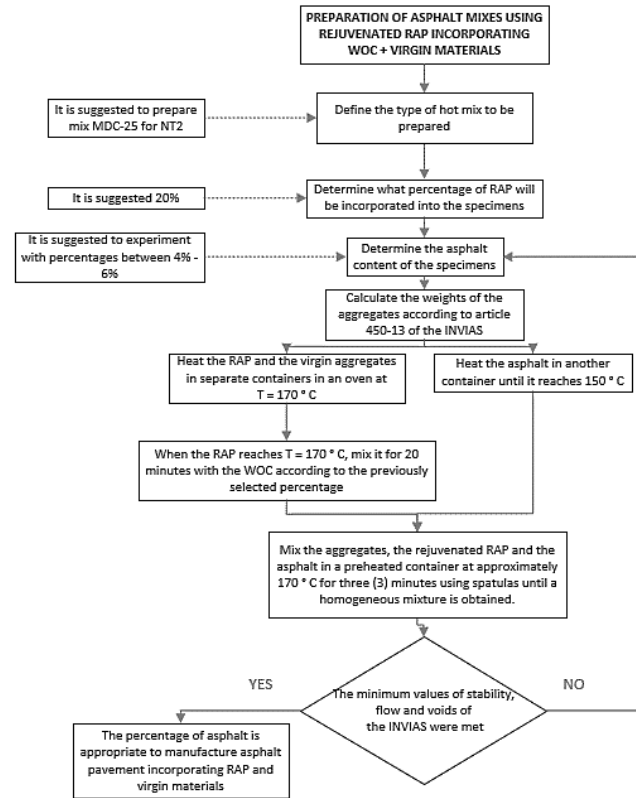 PREPARATION OF ASPHALT MIXES USING
REJUVENATED RAP INCORPORATING
WOC + VIRGIN MATERIALS
It is suggested to prepare
mix MDC-25 for NT2
Define the type of hot mix to be
prepared
It is suggested 20%
Determine what percentage of RAP will
be incorporated into the specimens
It is suggested to experiment
with percentages between 4% -
6%
Determine the asphalt
content of the specimens
Calculate the weights of the
aggregates according to article
450-13 of the INVIAS
Heat the RAP and the virgin aggregates
in separate containers in an oven at
T = 170 ° C
Heat the asphalt in another
container until it reaches 150 ° C
When the RAP reaches T = 170 ° C, mix it for 20
minutes with the WOC according to the previously
selected percentage
Mix the aggregates, the rejuvenated RAP and the
asphalt in a preheated container at approximately
170 ° C for three (3) minutes using spatulas until a
homogeneous mixture is obtained.
YES
NO
The minimum values of stability,
flow and voids of
the INVIAS were met
The percentage of asphalt is
appropriate to manufacture asphalt
pavement incorporating RAP and
virgin materials